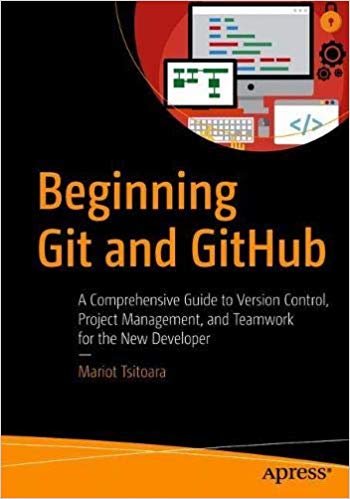 </>
Beginning
Git and GitHub
A Comprehensive Guide to Version Control,
Project Management, and Teamwork
for the New Developer
—
Mariot Tsitoara
Apress®